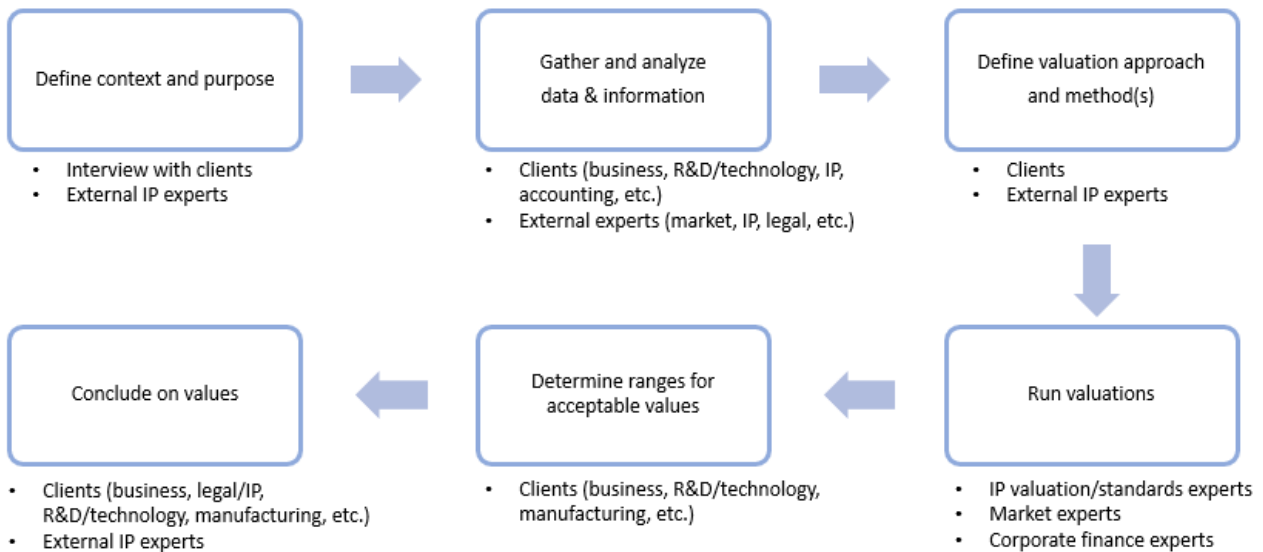 Define context and purpose
• Interview with clients
• External IP experts
Gather and analyze
data & information
• Clients (business, R&D/technology, IP,
accounting, etc.)
• External experts (market, IP, legal, etc.)
Define valuation approach
and method(s)
• Clients
• External IP experts
Run valuations
• IP valuation/standards experts
• Market experts
• Corporate finance experts
Determine ranges for
acceptable values
• Clients (business, R&D/technology,
manufacturing, etc.)
Conclude on values
• Clients (business, legal/IP,
R&D/technology, manufacturing, etc.)
• External IP experts